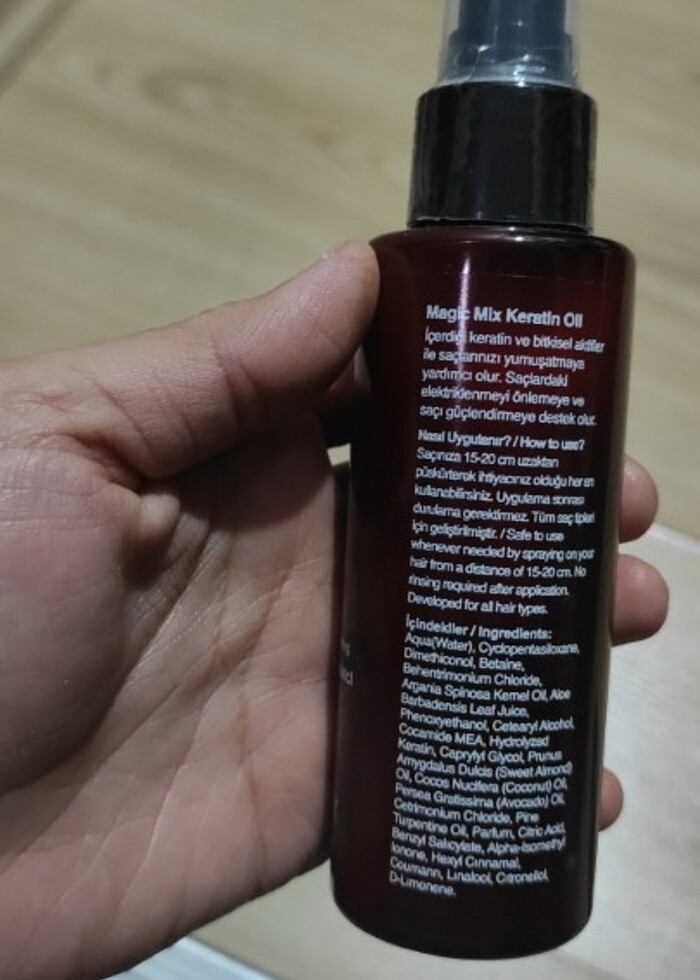 Magic Mix Keratin Oil
İçerdiği keratin ve bitkisel aktifler
ile saçlarınızı yumuşatmaya
yardımcı olur. Saçlardaki
elektriklenmeyi önlemeye ve
saçı güçlendirmeye destek olur.
Nasıl Uygulanır? / How to use?
Saçınıza 15-20 cm uzaktan
püskürterek ihtiyacınız olduğu her an
kullanabilirsiniz. Uygulama sonrası
durulama gerektirmez. Tüm saç tipleri
için geliştirilmiştir. / Safe to use
whenever needed by spraying on your
hair from a distance of 15-20 cm. No
rinsing required after application.
Developed for all hair types.
İçindekiler / Ingredients:
Aqua(Water), Cyclopentasiloxane,
Dimethiconol, Betaine,
Behentrimonium Chloride,
Argania Spinosa Kernel Oil, Aloe
Barbadensis Leaf Juice,
Phenoxyethanol, Cetearyl Alcohol,
Cocamide MEA, Hydrolyzed
Keratin, Caprylyl Glycol, Prunus
Amygdalus Dulcis (Sweet Almond)
Oil, Cocos Nucifera (Coconut) Oil,
Persea Gratissima (Avocado) Oil,
Cetrimonium Chloride, Pine
Turpentine Oil, Parfum, Citric Acid,
Benzyl Salicylate, Alpha-Isomethyl
Ionone, Hexyl Cinnamal,
Coumarin, Linalool, Citronellol,
D-Limonene.